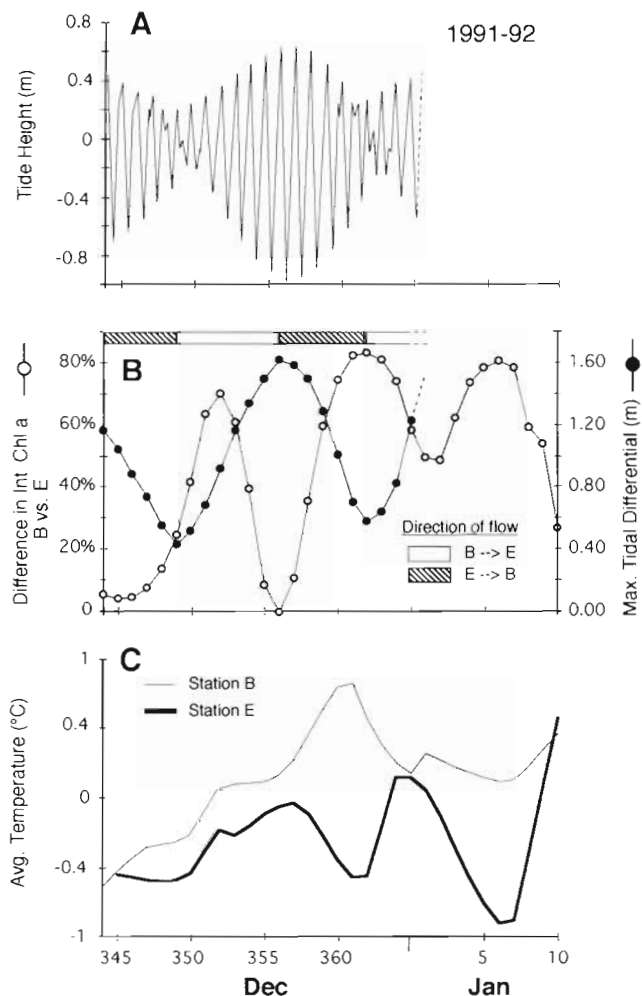 A
1991-92
0.8
0.4
0
-0.4
-0.8
Tide Height (m)
B
80%
60%
40%
20%
0
Difference in Int Chl a
B vs. E
1.60
1.20
0.80
0.40
0.00
Max. Tidal Differential (m)
Direction of flow
B --> E
E --> B
C
Station B
Station E
1
0.4
0
-0.4
-1
Avg. Temperature (°C)
345 350 355 360 5 10
Dec Jan